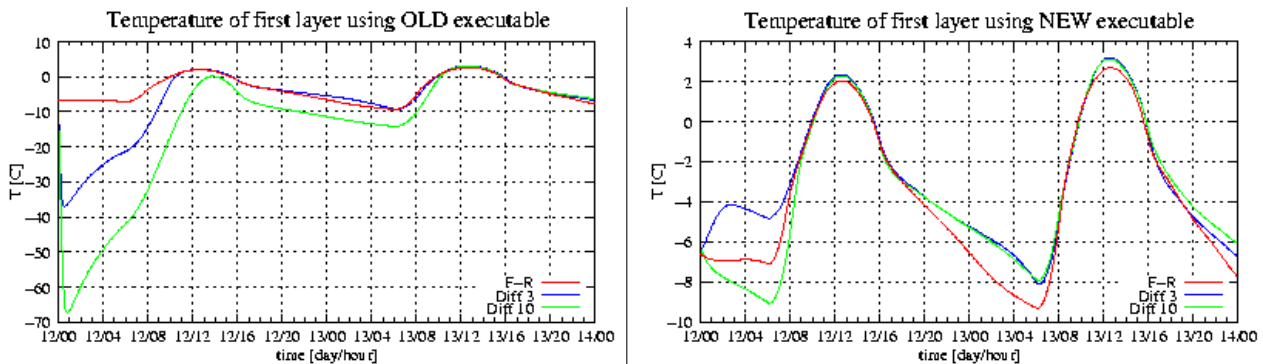 Temperature of first layer using OLD executable
10
0
-10
-20
-30
-40
-50
-60
-70
T [C]
F-R
Diff 3
Diff 10
12/00 12/04 12/08 12/12 12/16 12/20 13/00 13/04 13/08 13/12 13/16 13/20 14.00
time [day/hour]
Temperature of first layer using NEW executable
4
2
0
-2
-4
-6
-8
-10
T [C]
F-R
Diff 3
Diff 10
12/00 12/04 12/08 12/12 12/16 12/20 13/00 13/04 13/08 13/12 13/16 13/20 14.00
time [day/hour]